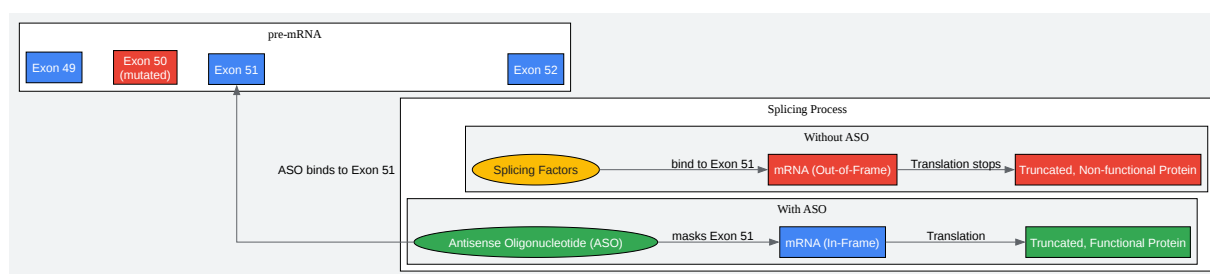 pre-mRNA
Exon 49
Exon 50
(mutated)
Exon 51
Exon 52
Splicing Process
Without ASO
Splicing Factors
bind to Exon 51
mRNA (Out-of-Frame)
Translation stops
Truncated, Non-functional Protein
ASO binds to Exon 51
With ASO
Antisense Oligonucleotide (ASO)
masks Exon 51
mRNA (In-Frame)
Translation
Truncated, Functional Protein